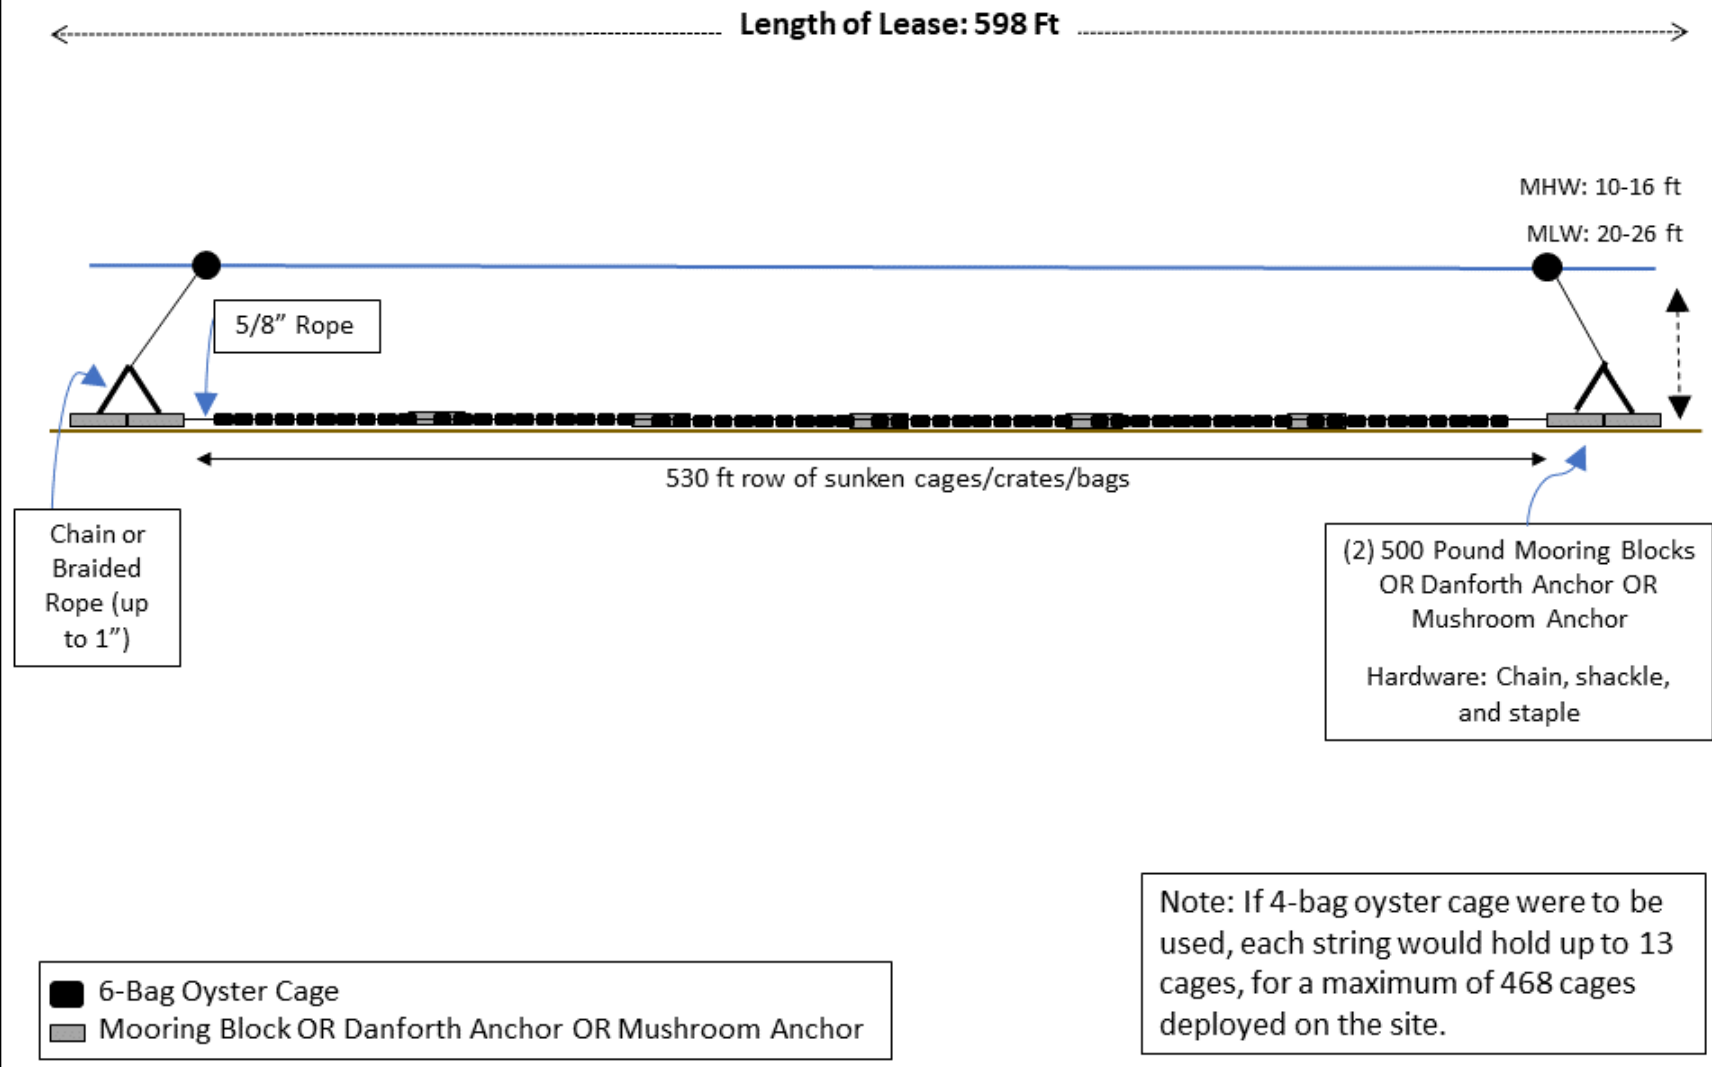 Length of Lease: 598 Ft
MHW: 10-16 ft
MLW: 20-26 ft
5/8” Rope
530 ft row of sunken cages/crates/bags
Chain or
Braided
Rope (up
to 1”)
(2) 500 Pound Mooring Blocks
OR Danforth Anchor OR
Mushroom Anchor
Hardware: Chain, shackle,
and staple
Note: If 4-bag oyster cage were to be
used, each string would hold up to 13
cages, for a maximum of 468 cages
deployed on the site.
6-Bag Oyster Cage
Mooring Block OR Danforth Anchor OR Mushroom Anchor